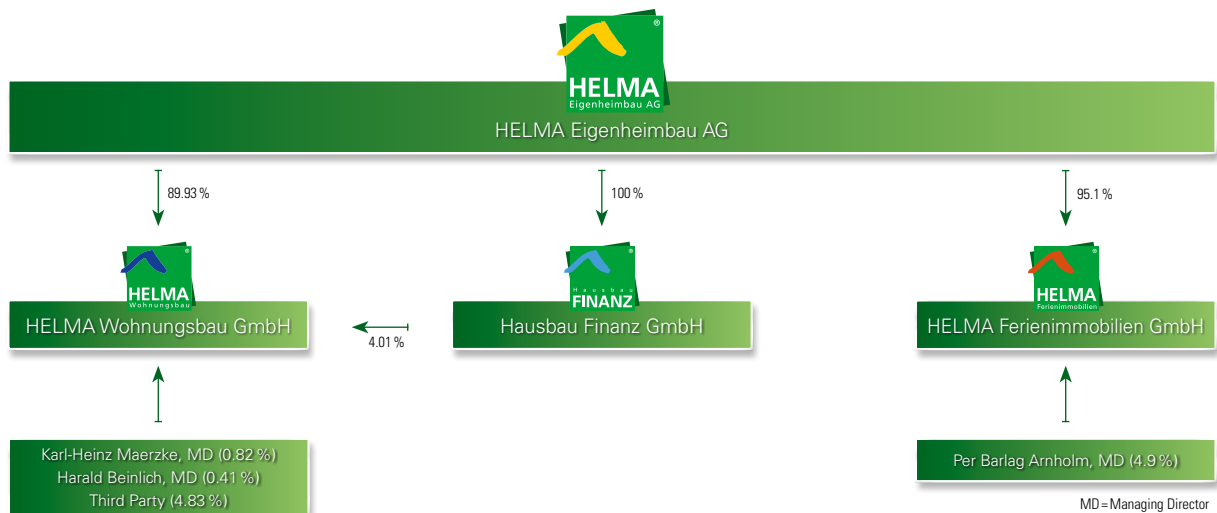 HELMA
Eigenheimbau AG
®
HELMA Eigenheimbau AG
89.93 %
100 %
95.1 %
®
HELMA
Wohnungsbau
HELMA Wohnungsbau GmbH
4.01 %
®
Hausbau
FINANZ
Hausbau Finanz GmbH
®
HELMA
Ferienimmobilien
HELMA Ferienimmobilien GmbH
Karl-Heinz Maerzke, MD (0.82 %)
Harald Beinlich, MD (0.41 %)
Third Party (4.83 %)
Per Barlag Arnholm, MD (4.9 %)
MD = Managing Director